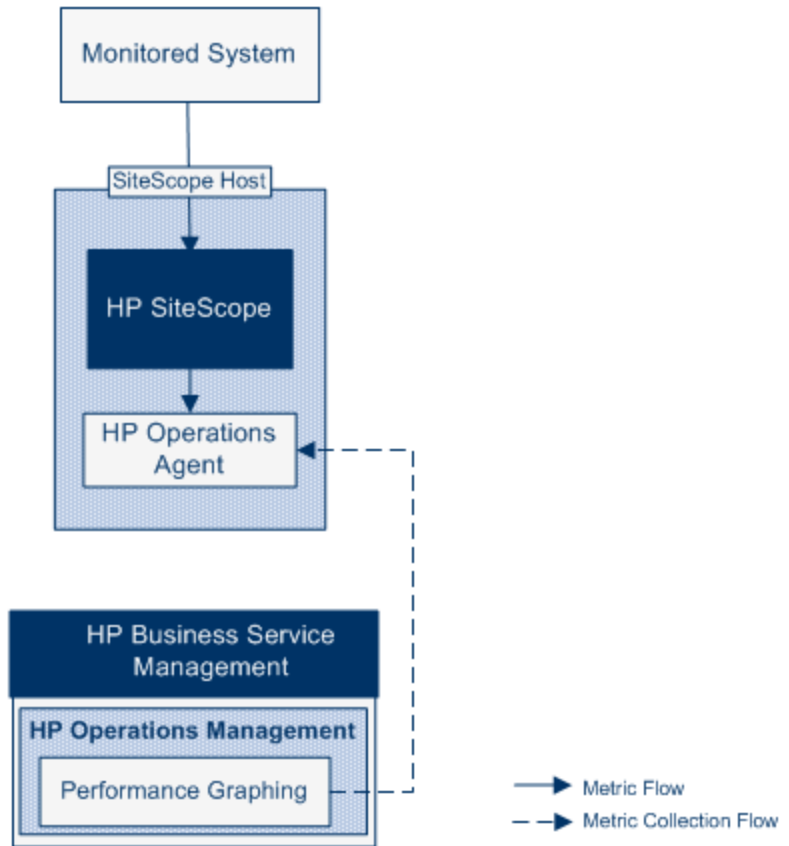 Monitored System
SiteScope Host
HP SiteScope
HP Operations
Agent
HP Business Service
Management
HP Operations Management
Performance Graphing
Metric Flow
Metric Collection Flow